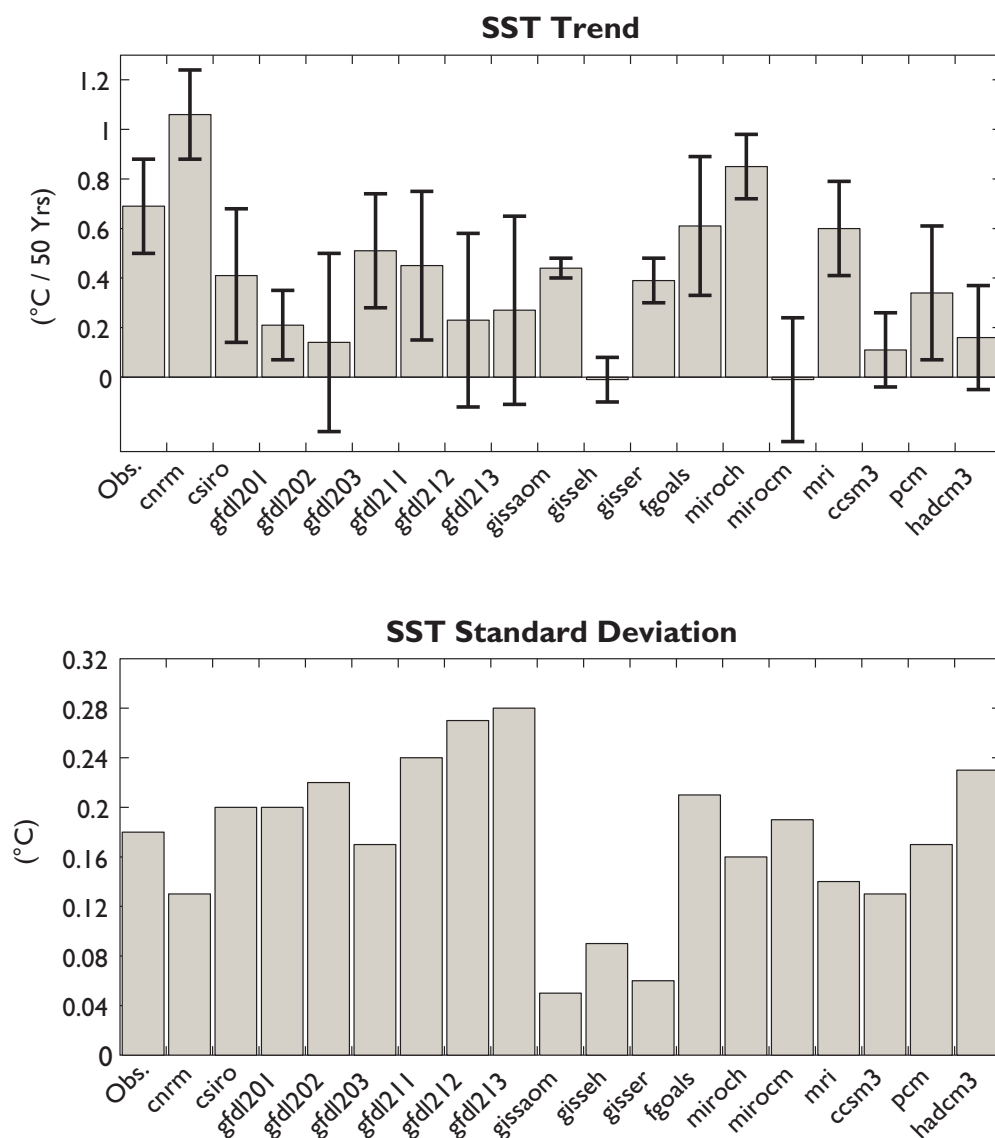 SST Trend
(°C / 50 Yrs)
1.2
1
0.8
0.6
0.4
0.2
0
Obs.
cnrm
csiro
gfdl201
gfdl202
gfdl203
gfdl211
gfdl212
gfdl213
gissaom
gisseh
gisser
fgoals
miroch
mirocm
mri
ccsm3
pcm
hadcm3
SST Standard Deviation
(°C)
0.32
0.28
0.24
0.2
0.16
0.12
0.08
0.04
0
Obs.
cnrm
csiro
gfdl201
gfdl202
gfdl203
gfdl211
gfdl212
gfdl213
gissaom
gisseh
gisser
fgoals
miroch
mirocm
mri
ccsm3
pcm
hadcm3